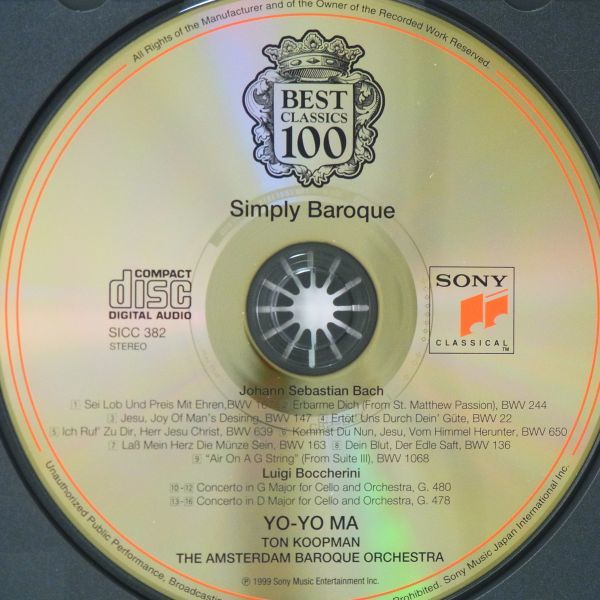 All Rights of the Manufacturer and of the Owner of the Recorded Work Reserved.
BEST
CLASSICS
100
Simply Baroque
COMPACT
disc
DIGITAL AUDIO
SICC 382
STEREO
SONY
CLASSICAL™
Johann Sebastian Bach
1 Sei Lob Und Preis Mit Ehren, BWV Erbarme Dich (From St. Matthew Passion), BWV 244
3 Jesu, Joy Of Man's Desiring, BWV 147 4 Ertöt' Uns Durch Dein' Güte, BWV 22
5 Ich Ruf' Zu Dir, Herr Jesu Christ, BWV 639 6 Kommst Du Nun, Jesu, Vom Himmel Herunter, BWV 650
7 Laß Mein Herz Die Münze Sein, BWV 163 8 Dein Blut, Der Edle Saft, BWV 136
9 "Air On A G String" (From Suite III), BWV 1068
Luigi Boccherini
10-12 Concerto in G Major for Cello and Orchestra, G. 480
13-16 Concerto in D Major for Cello and Orchestra, G. 478
YO-YO MA
TON KOOPMAN
THE AMSTERDAM BAROQUE ORCHESTRA
℗ 1999 Sony Music Entertainment Inc.
Unauthorized Public Performance, Broadcasting
Prohibited. Sony Music Japan International Inc.